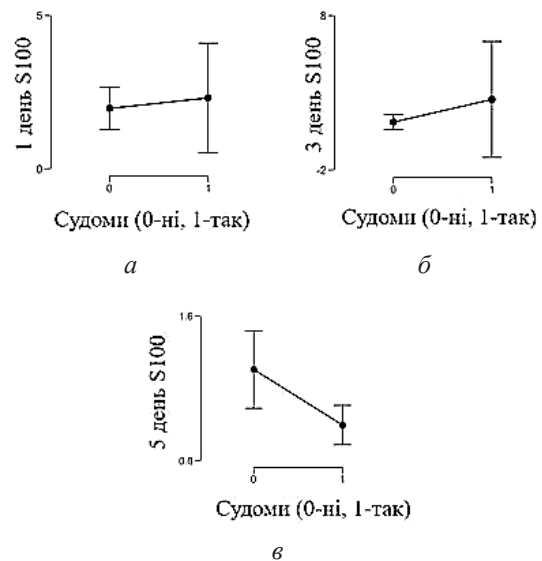 5
1 день S100
0
0
1
Судоми (0-ні, 1-так)
а
8
3 день S100
-2
0
1
Судоми (0-ні, 1-так)
б
1.6
5 день S100
0.8
0
1
Судоми (0-ні, 1-так)
в